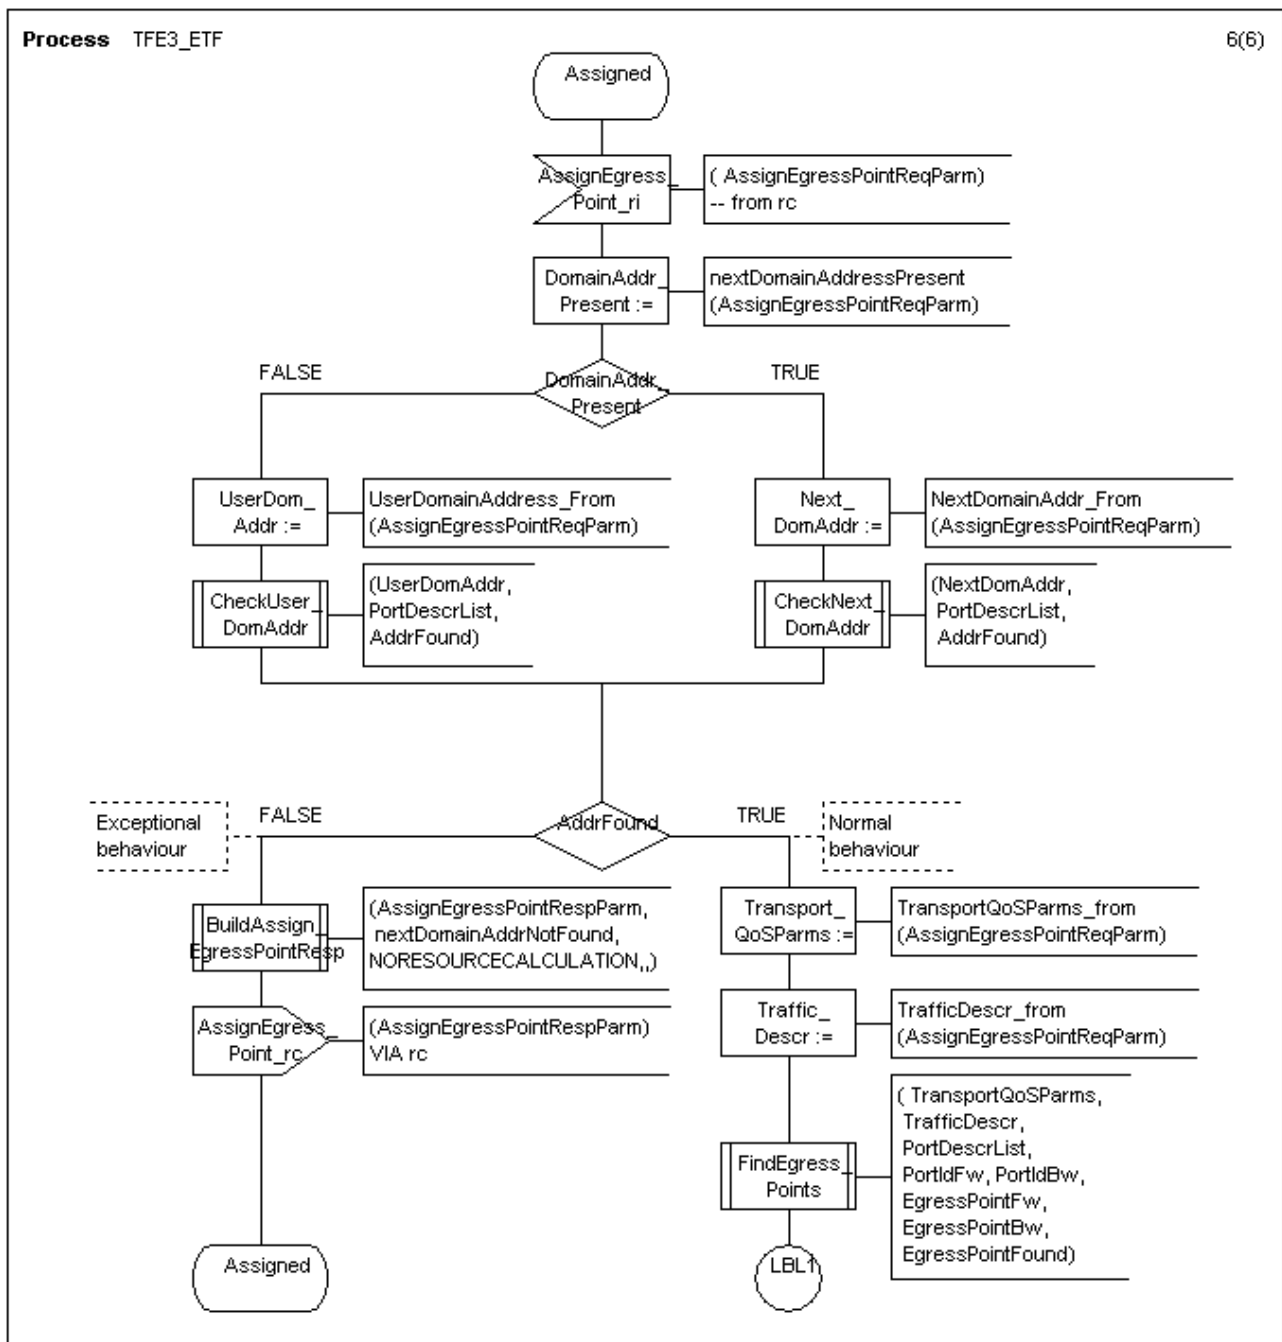 Process TFE3_ETF
6(6)
Assigned
AssignEgress_
Point_ri
( AssignEgressPointReqParm)
-- from rc
DomainAddr_
Present :=
nextDomainAddressPresent
(AssignEgressPointReqParm)
FALSE
DomainAddr_
Present
TRUE
UserDom_
Addr :=
UserDomainAddress_From
(AssignEgressPointReqParm)
Next_
DomAddr :=
NextDomainAddr_From
(AssignEgressPointReqParm)
CheckUser_
DomAddr
(UserDomAddr,
PortDescrList,
AddrFound)
CheckNext_
DomAddr
(NextDomAddr,
PortDescrList,
AddrFound)
Exceptional
behaviour
FALSE
AddrFound
TRUE
Normal
behaviour
BuildAssign_
EgressPointResp
(AssignEgressPointRespParm,
nextDomainAddrNotFound,
NORESOURCECALCULATION,,)
Transport_
QoSParms :=
TransportQoSParms_from
(AssignEgressPointReqParm)
AssignEgress_
Point_rc
(AssignEgressPointRespParm)
VIA rc
Traffic_
Descr :=
TrafficDescr_from
(AssignEgressPointReqParm)
FindEgress_
Points
( TransportQoSParms,
TrafficDescr,
PortDescrList,
PortIdFw, PortIdBw,
EgressPointFw,
EgressPointBw,
EgressPointFound)
Assigned
LBL1